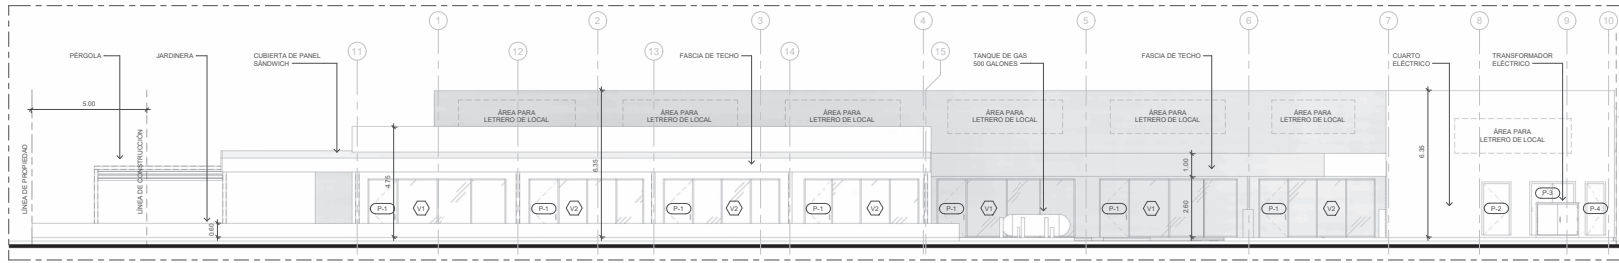 1
2
3
4
5
6
7
8
9
10
11
12
13
14
15
PÉRGOLA
JARDINERA
CUBIERTA DE PANEL
SÁNDWICH
FASCIA DE TECHO
TANQUE DE GAS
500 GALONES
FASCIA DE TECHO
CUARTO
ELÉCTRICO
TRANSFORMADOR
ELÉCTRICO
5.00
LÍNEA DE PROPIEDAD
LÍNEA DE CONSTRUCCIÓN
ÁREA PARA
LETRERO DE LOCAL
ÁREA PARA
LETRERO DE LOCAL
ÁREA PARA
LETRERO DE LOCAL
ÁREA PARA
LETRERO DE LOCAL
ÁREA PARA
LETRERO DE LOCAL
ÁREA PARA
LETRERO DE LOCAL
ÁREA PARA
LETRERO DE LOCAL
0.60
4.75
6.35
1.00
2.60
6.35
P-1
V1
P-1
V2
P-1
V2
P-1
V2
P-1
V1
P-1
V1
P-1
V2
P-2
P-3
P-4